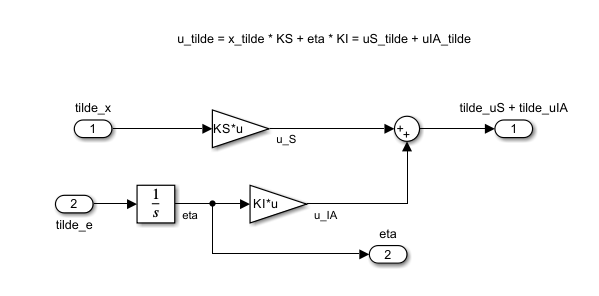 u_tilde = x_tilde * KS + eta * KI = uS_tilde + uIA_tilde
tilde_x
1
KS*u
u_S
+
+
tilde_uS + tilde_uIA
1
2
tilde_e
1
s
eta
KI*u
u_IA
eta
2